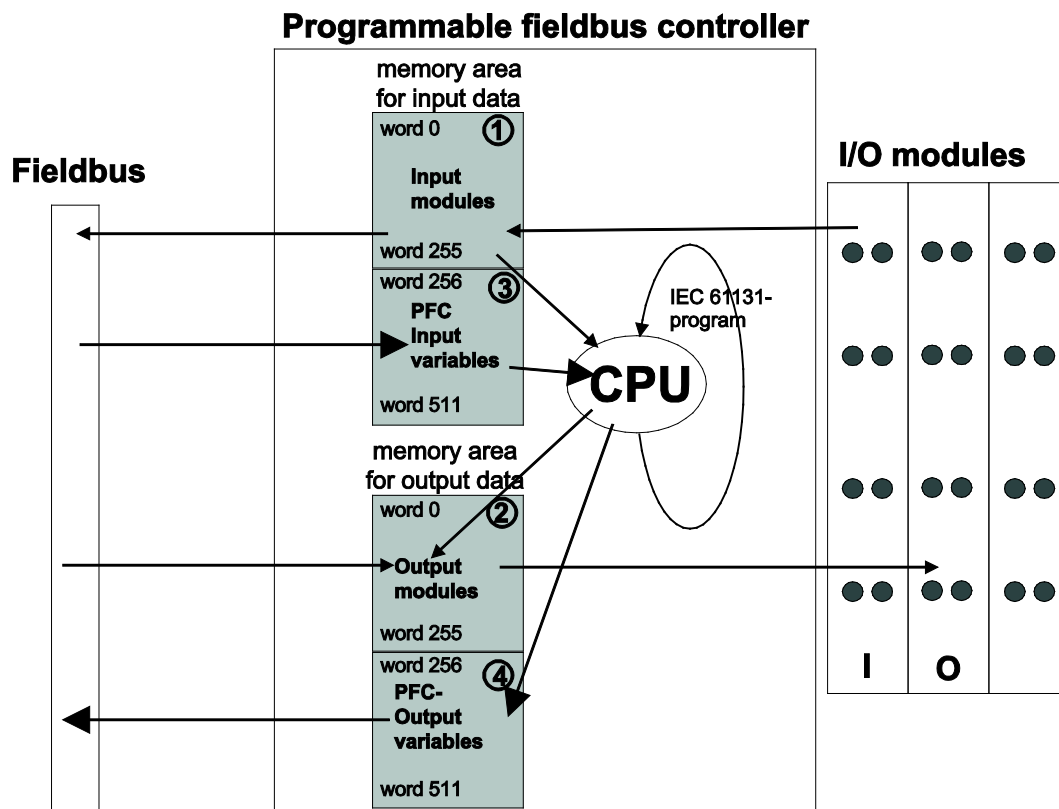 Programmable fieldbus controller
memory area
for input data
word 0
①
Input
modules
word 255
word 256
③
PFC
Input
variables
word 511
Fieldbus
I/O modules
IEC 61131-
program
CPU
memory area
for output data
word 0
②
Output
modules
word 255
word 256
④
PFC-
Output
variables
word 511
I
O